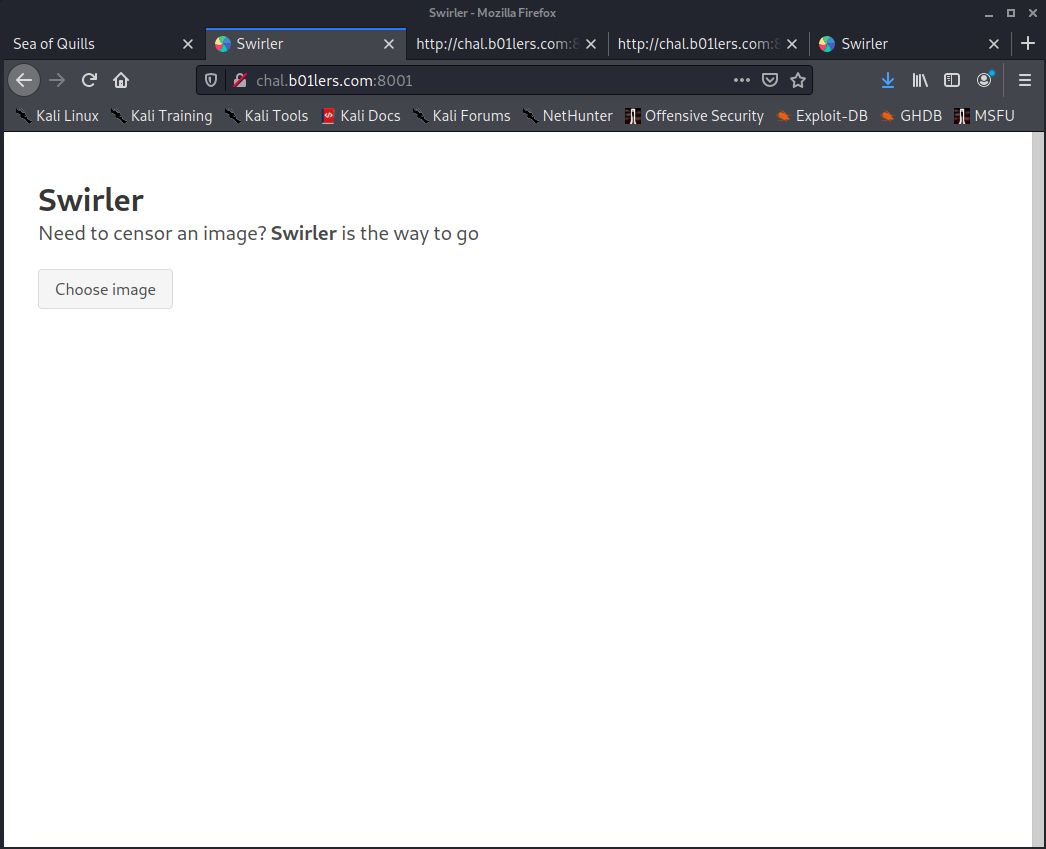 Swirler - Mozilla Firefox
Sea of Quills Swirler http://chal.b01lers.com:8 http://chal.b01lers.com:8 Swirler
chal.b01lers.com:8001
Kali Linux Kali Training Kali Tools Kali Docs Kali Forums NetHunter Offensive Security Exploit-DB GHDB MSFU
Swirler
Need to censor an image? Swirler is the way to go
Choose image